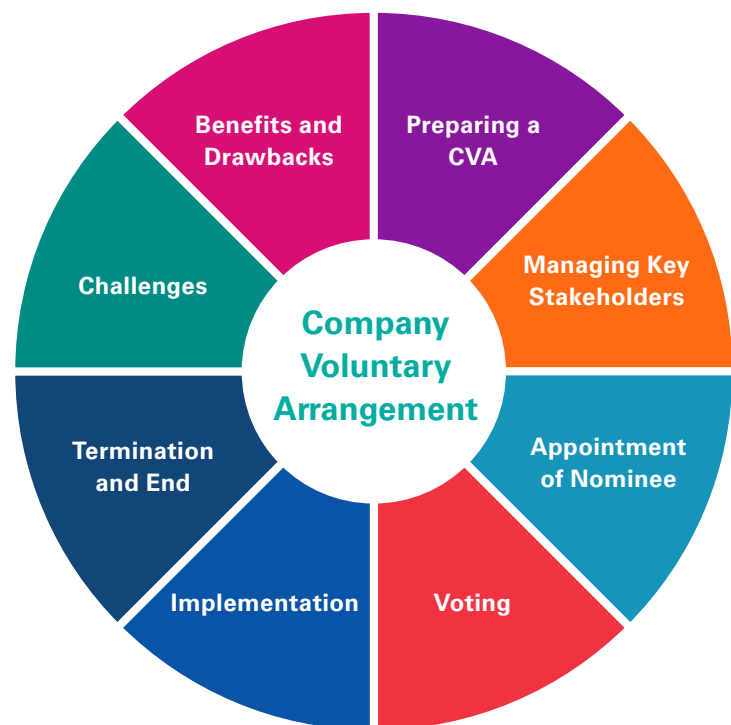 Benefits and
Drawbacks
Preparing a
CVA
Managing Key
Stakeholders
Appointment
of Nominee
Voting
Implementation
Termination
and End
Challenges
Company
Voluntary
Arrangement